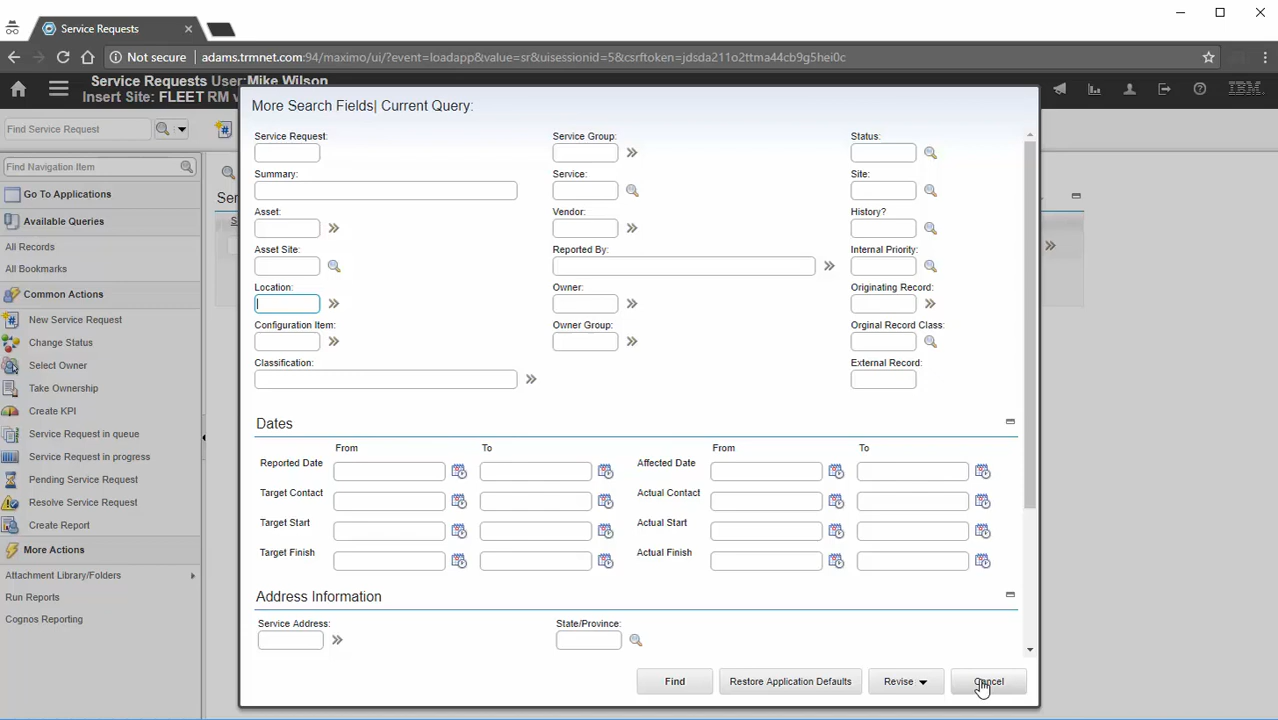 Service Requests
Not secure
adams.trmnet.com:94/maximo/ui/?event=loadapp&value=sr&uisessionid=5&csrftoken=jdsda211o2ttma44cb9g5hei0c
Service Requests User:Mike Wilson
Insert Site: FLEET RM v
IBM
Find Service Request
Find Navigation Item
Go To Applications
Available Queries
All Records
All Bookmarks
Common Actions
New Service Request
Change Status
Select Owner
Take Ownership
Create KPI
Service Request in queue
Service Request in progress
Pending Service Request
Resolve Service Request
Create Report
More Actions
Attachment Library/Folders
Run Reports
Cognos Reporting
Ser
S
More Search Fields| Current Query:
Service Request: Service Group: Status:
Summary: Service: Site:
Asset: Vendor: History?
Asset Site: Reported By: Internal Priority:
Location: Owner: Originating Record:
Configuration Item: Owner Group: Orginal Record Class:
Classification: External Record:
Dates
From To From To
Reported Date Affected Date
Target Contact Actual Contact
Target Start Actual Start
Target Finish Actual Finish
Address Information
Service Address: State/Province:
Find Restore Application Defaults Revise Cancel